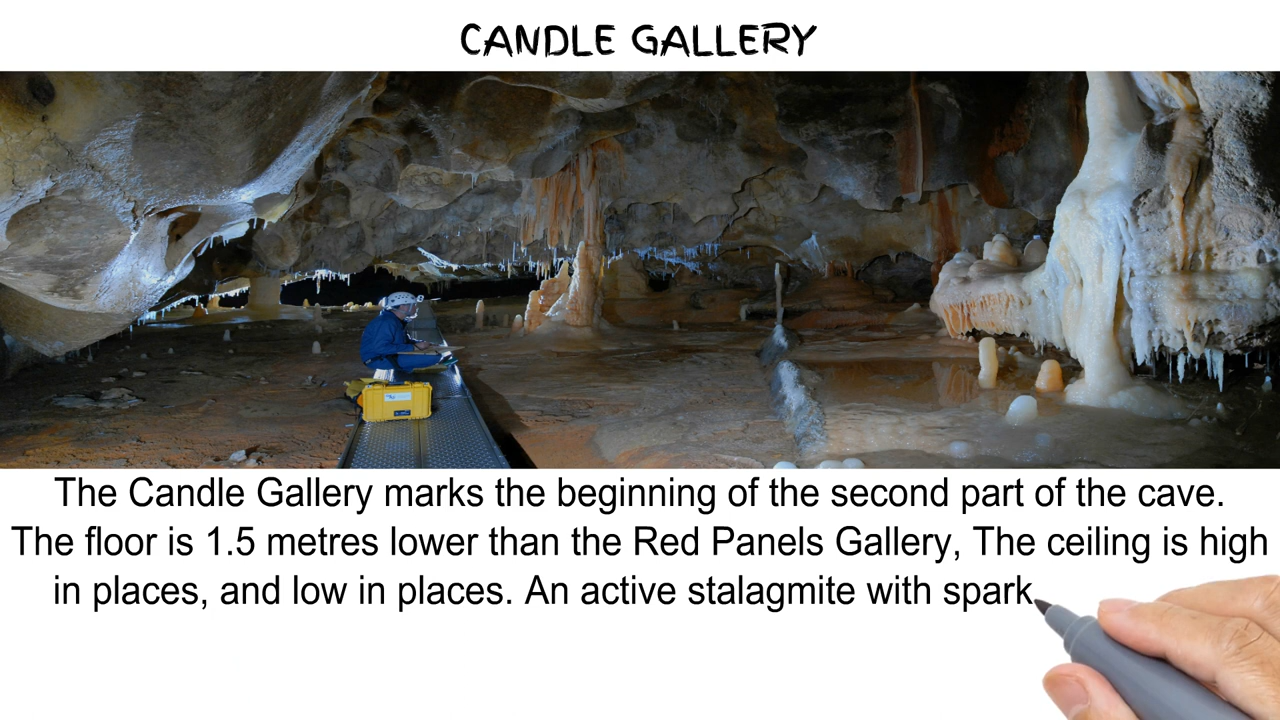 CANDLE GALLERY
The Candle Gallery marks the beginning of the second part of the cave.
The floor is 1.5 metres lower than the Red Panels Gallery, The ceiling is high
in places, and low in places. An active stalagmite with spark